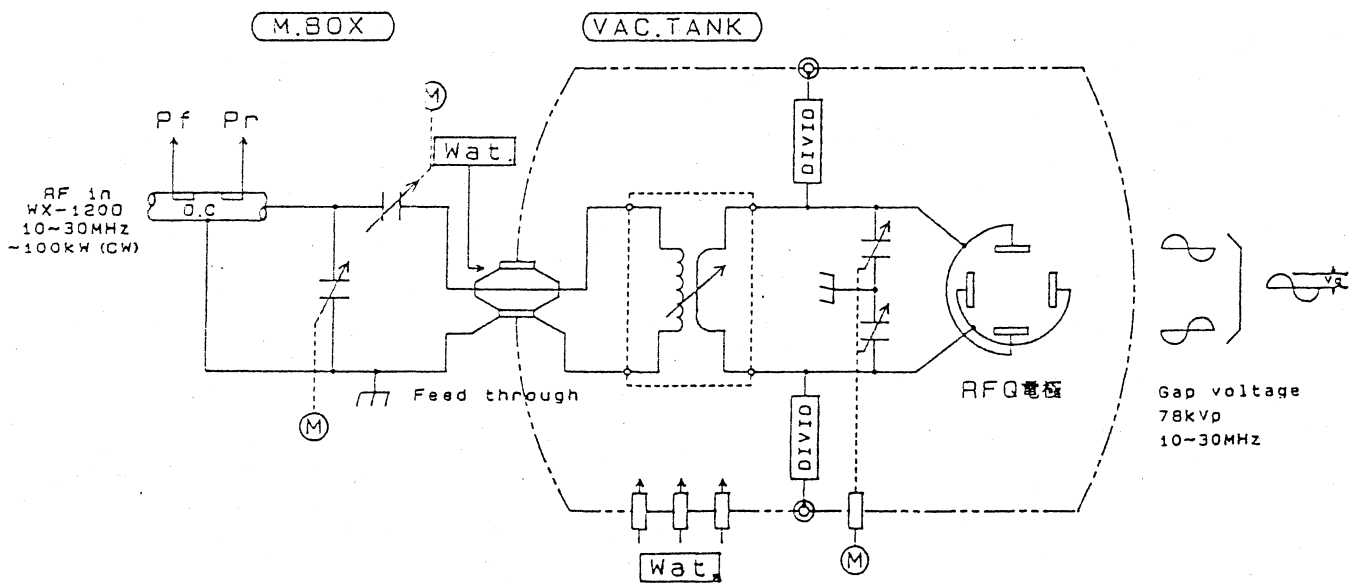 M.BOX
VAC.TANK
M
Pf Pr
Wat.
DIVID
RF in
WX-120D
10~30MHz
~100kW (CW)
D.C
Vg
Feed through
RFQ電極
Gap voltage
78kVp
10~30MHz
M
DIVID
Wat.
M